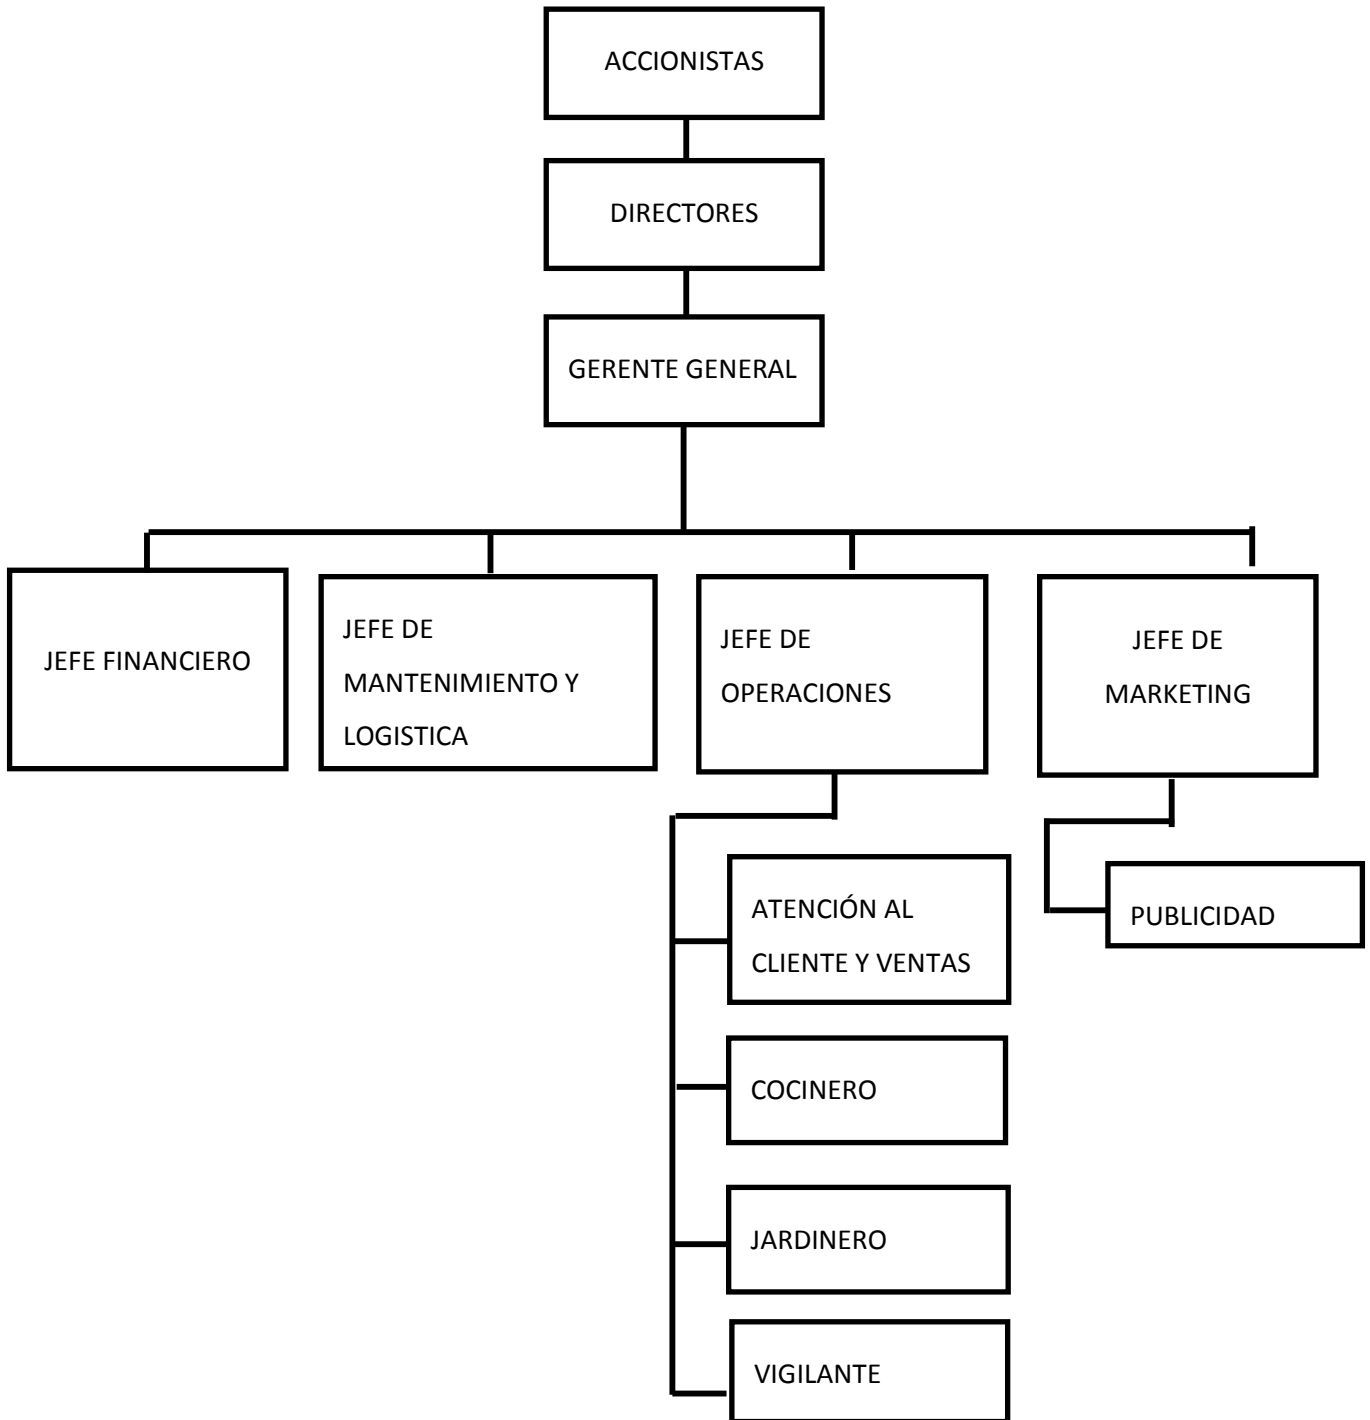 ACCIONISTAS
DIRECTORES
GERENTE GENERAL
JEFE FINANCIERO
JEFE DE
MANTENIMIENTO Y
LOGISTICA
JEFE DE
OPERACIONES
JEFE DE
MARKETING
ATENCIÓN AL
CLIENTE Y VENTAS
PUBLICIDAD
COCINERO
JARDINERO
VIGILANTE